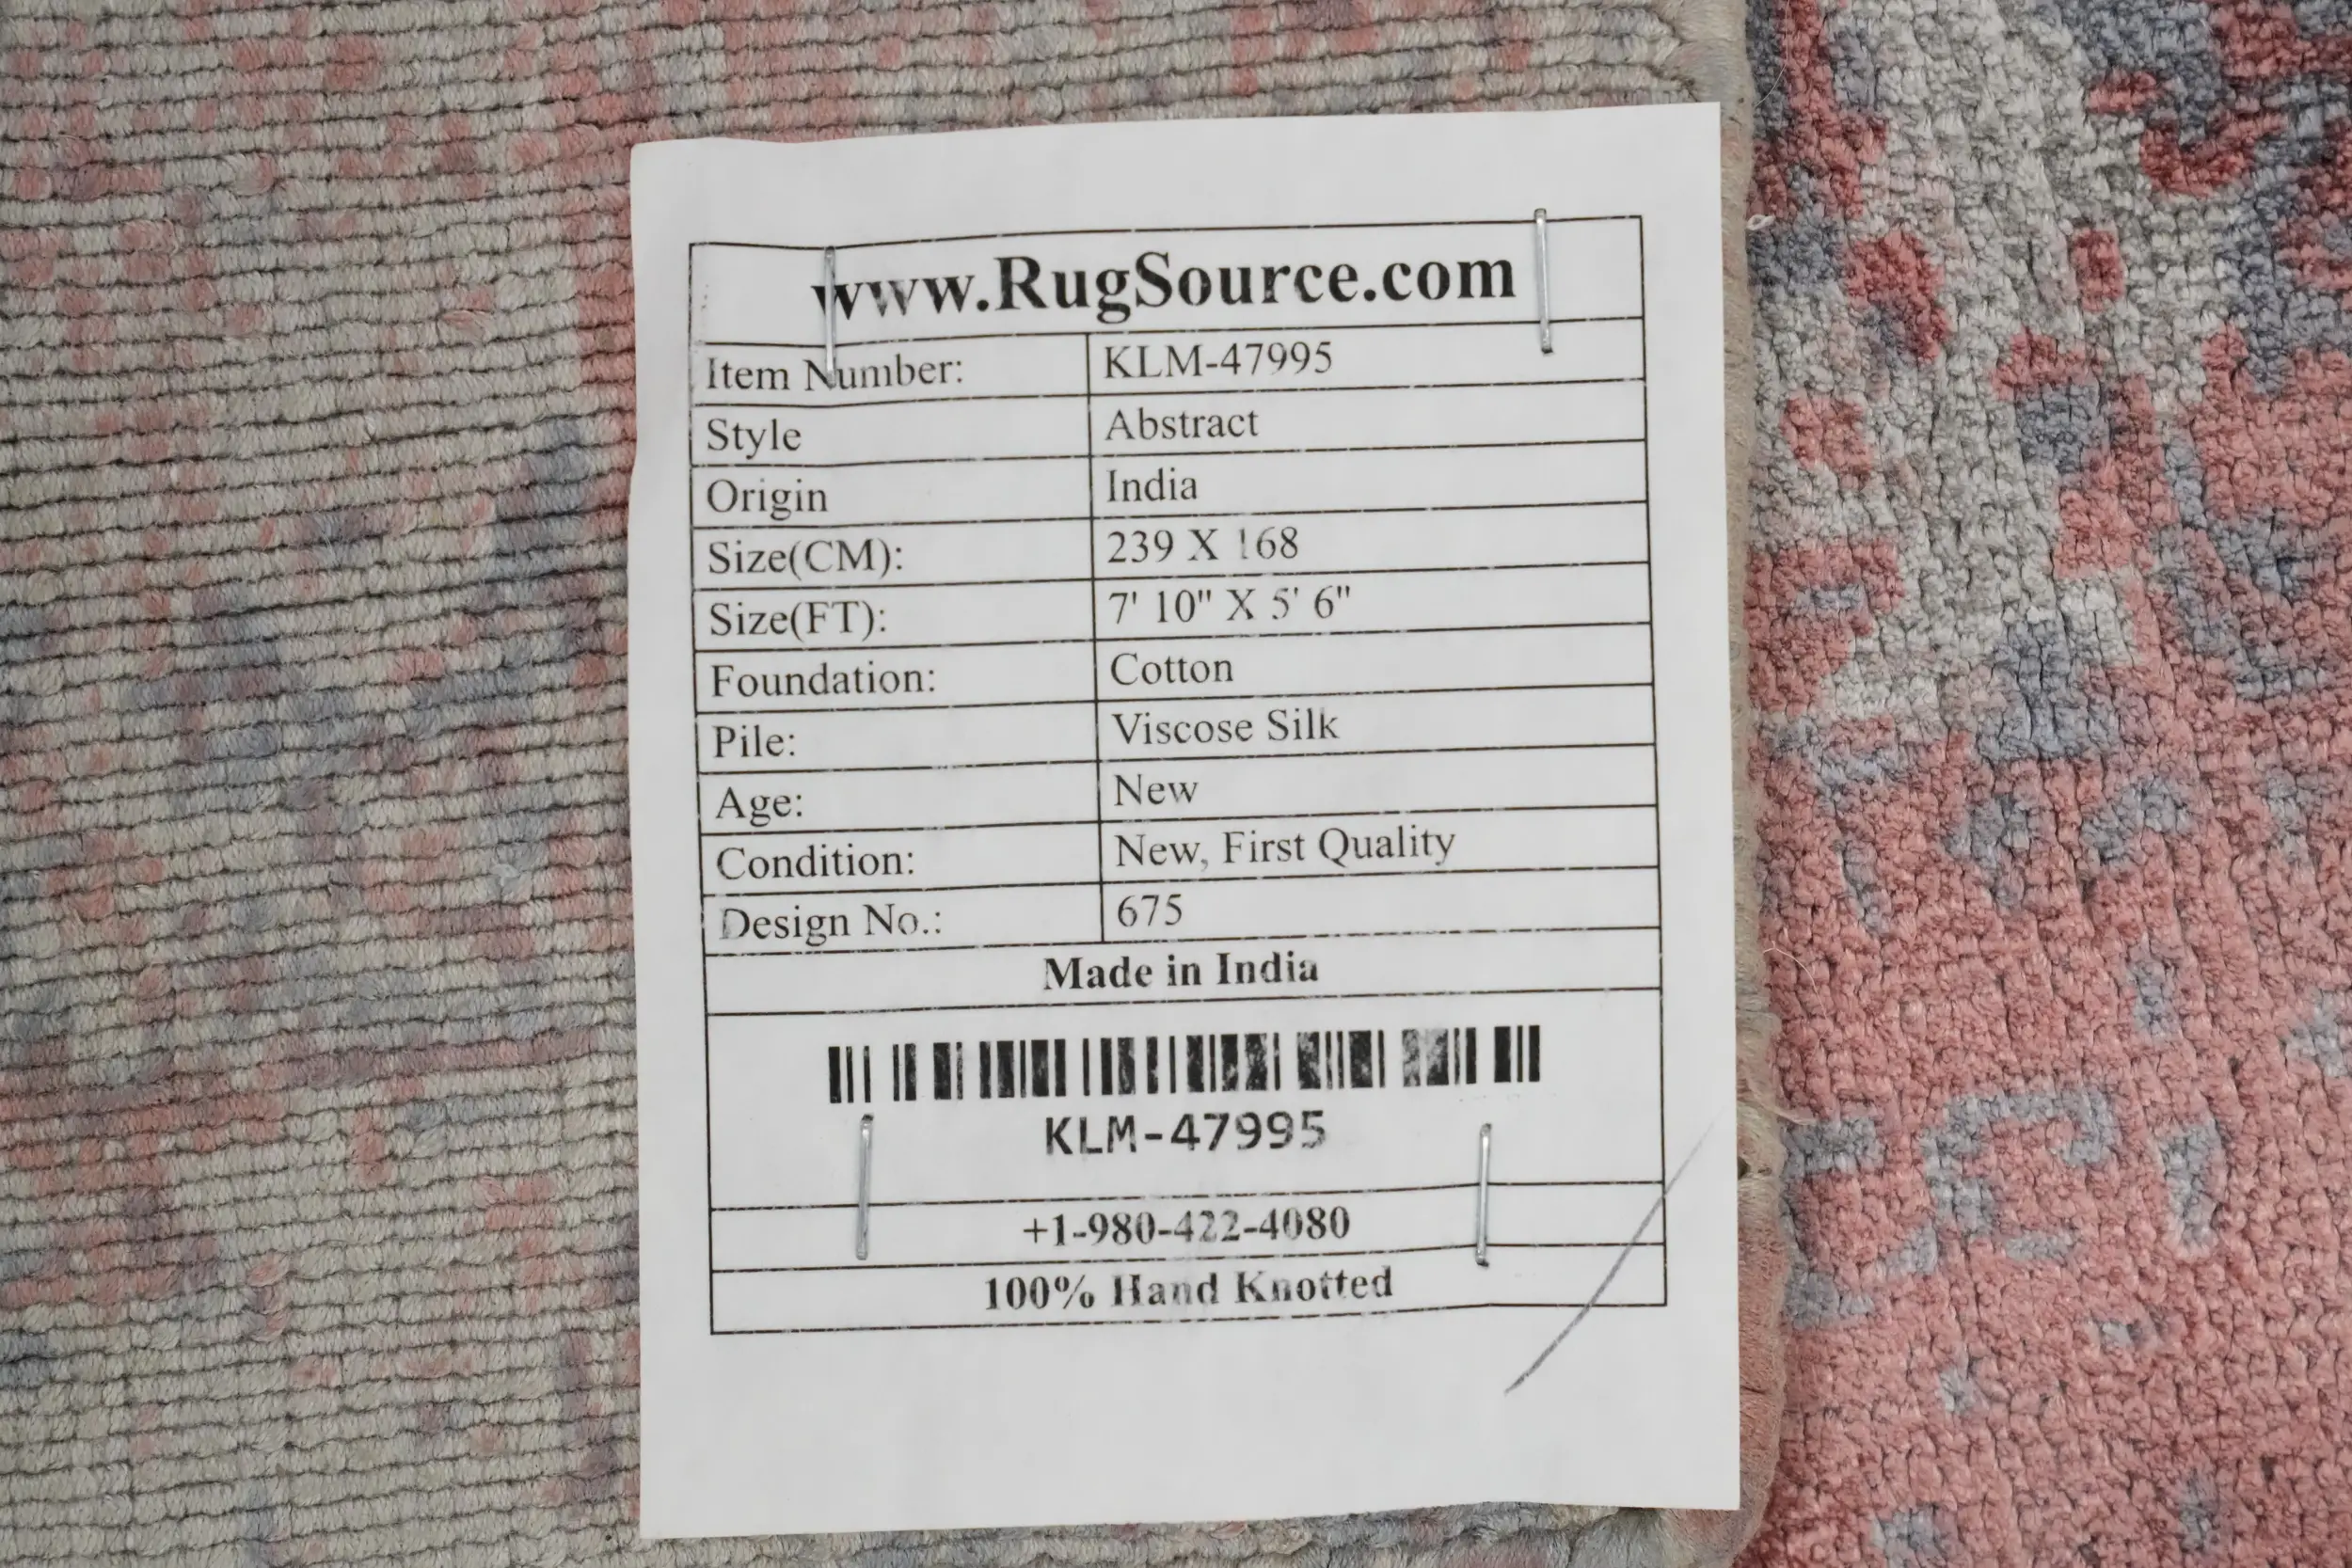 www.RugSource.com
Item Number: KLM-47995
Style Abstract
Origin India
Size(CM): 239 X 168
Size(FT): 7' 10" X 5' 6"
Foundation: Cotton
Pile: Viscose Silk
Age: New
Condition: New, First Quality
Design No.: 675
Made in India
KLM-47995
+1-980-422-4080
100% Hand Knotted